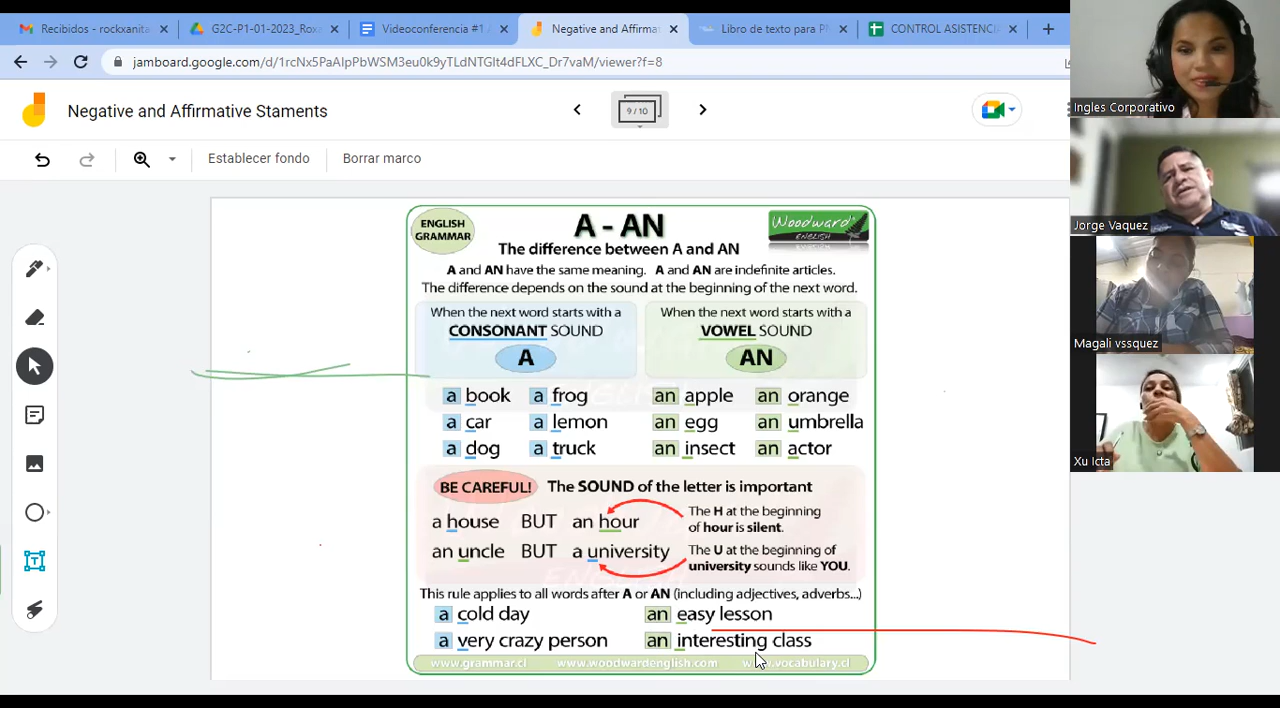 Recibidos - rockxanita
G2C-P1-01-2023_Rox
Videoconferencia #1
Negative and Affirmat
Libro de texto para
CONTROL ASISTENC
Negative and Affirmative Staments
9 / 10
Establecer fondo
Borrar marco
ENGLISH
GRAMMAR
A - AN
Woodward
ENGLISH
The difference between A and AN
A and AN have the same meaning. A and AN are indefinite articles.
The difference depends on the sound at the beginning of the next word.
When the next word starts with a
CONSONANT SOUND
A
When the next word starts with a
VOWEL SOUND
AN
a book a frog an apple an orange
a car a lemon an egg an umbrella
a dog a truck an insect an actor
BE CAREFUL! The SOUND of the letter is important
a house BUT an hour
The H at the beginning
of hour is silent.
an uncle BUT a university
The U at the beginning of
university sounds like YOU.
This rule applies to all words after A or AN (including adjectives, adverbs...)
a cold day an easy lesson
a very crazy person an interesting class
www.grammar.cl www.woodwardenglish.com www.vocabulary.cl
Ingles Corporativo
Jorge Vaquez
Magali vssquez
Xu Icta